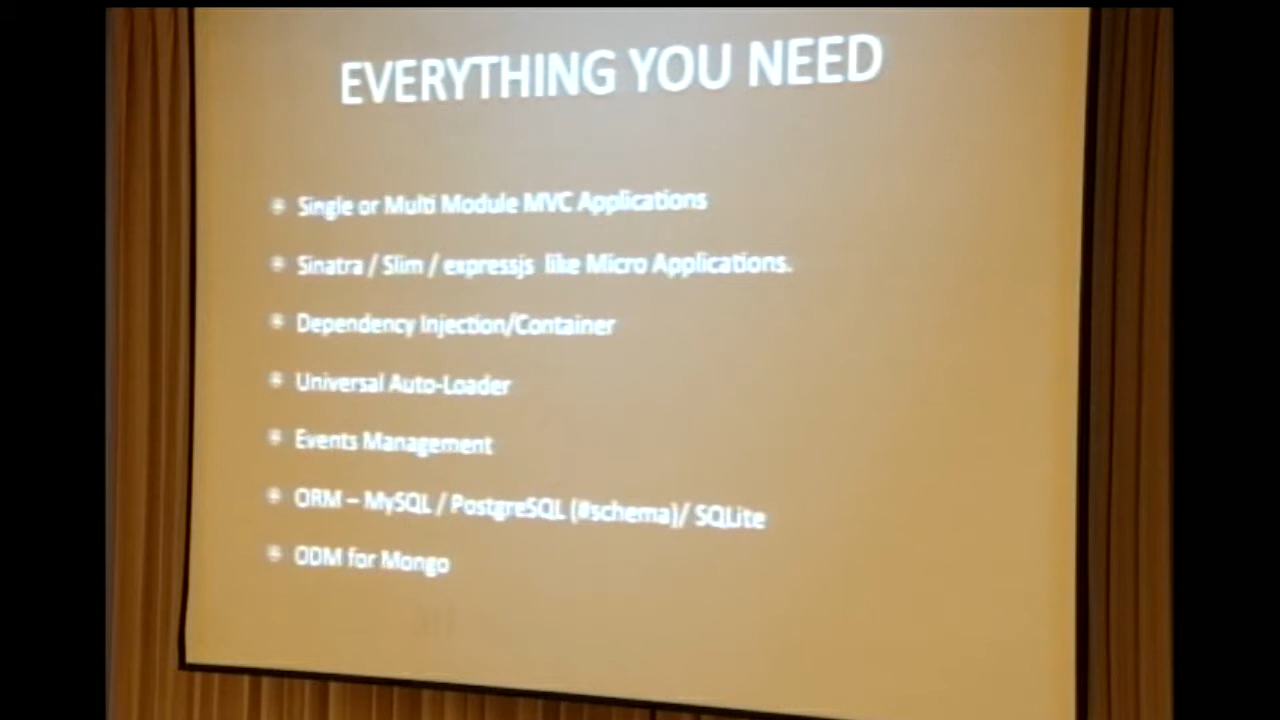 EVERYTHING YOU NEED
Single or Multi Module MVC Applications
Sinatra / Slim / expressjs like Micro Applications.
Dependency Injection/Container
Universal Auto-Loader
Events Management
ORM – MySQL / PostgreSQL (#schema)/ SQLite
ODM for Mongo